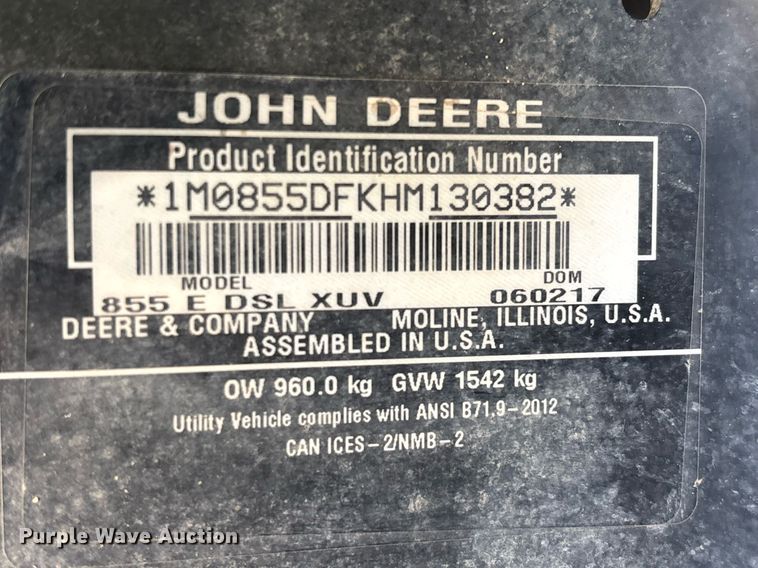 JOHN DEERE
Product Identification Number
*1M0855DFKHM130382*
MODEL DOM
855 E DSL XUV 060217
DEERE & COMPANY MOLINE, ILLINOIS, U.S.A.
ASSEMBLED IN U.S.A.
OW 960.0 kg GVW 1542 kg
Utility Vehicle complies with ANSI B71,9-2012
CAN ICES-2/NMB-2
Purple Wave Auction